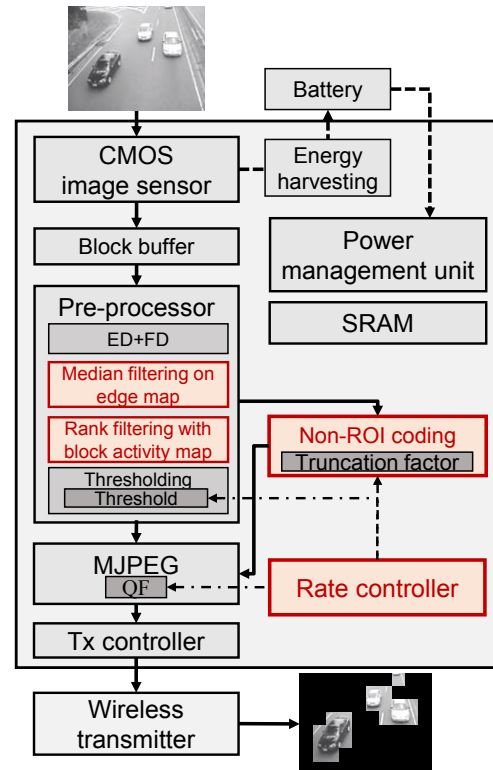 Battery
CMOS
image sensor
Energy
harvesting
Block buffer
Power
management unit
Pre-processor
ED+FD
SRAM
Median filtering on
edge map
Rank filtering with
block activity map
Non-ROI coding
Truncation factor
Thresholding
Threshold
MJPEG
QF
Rate controller
Tx controller
Wireless
transmitter